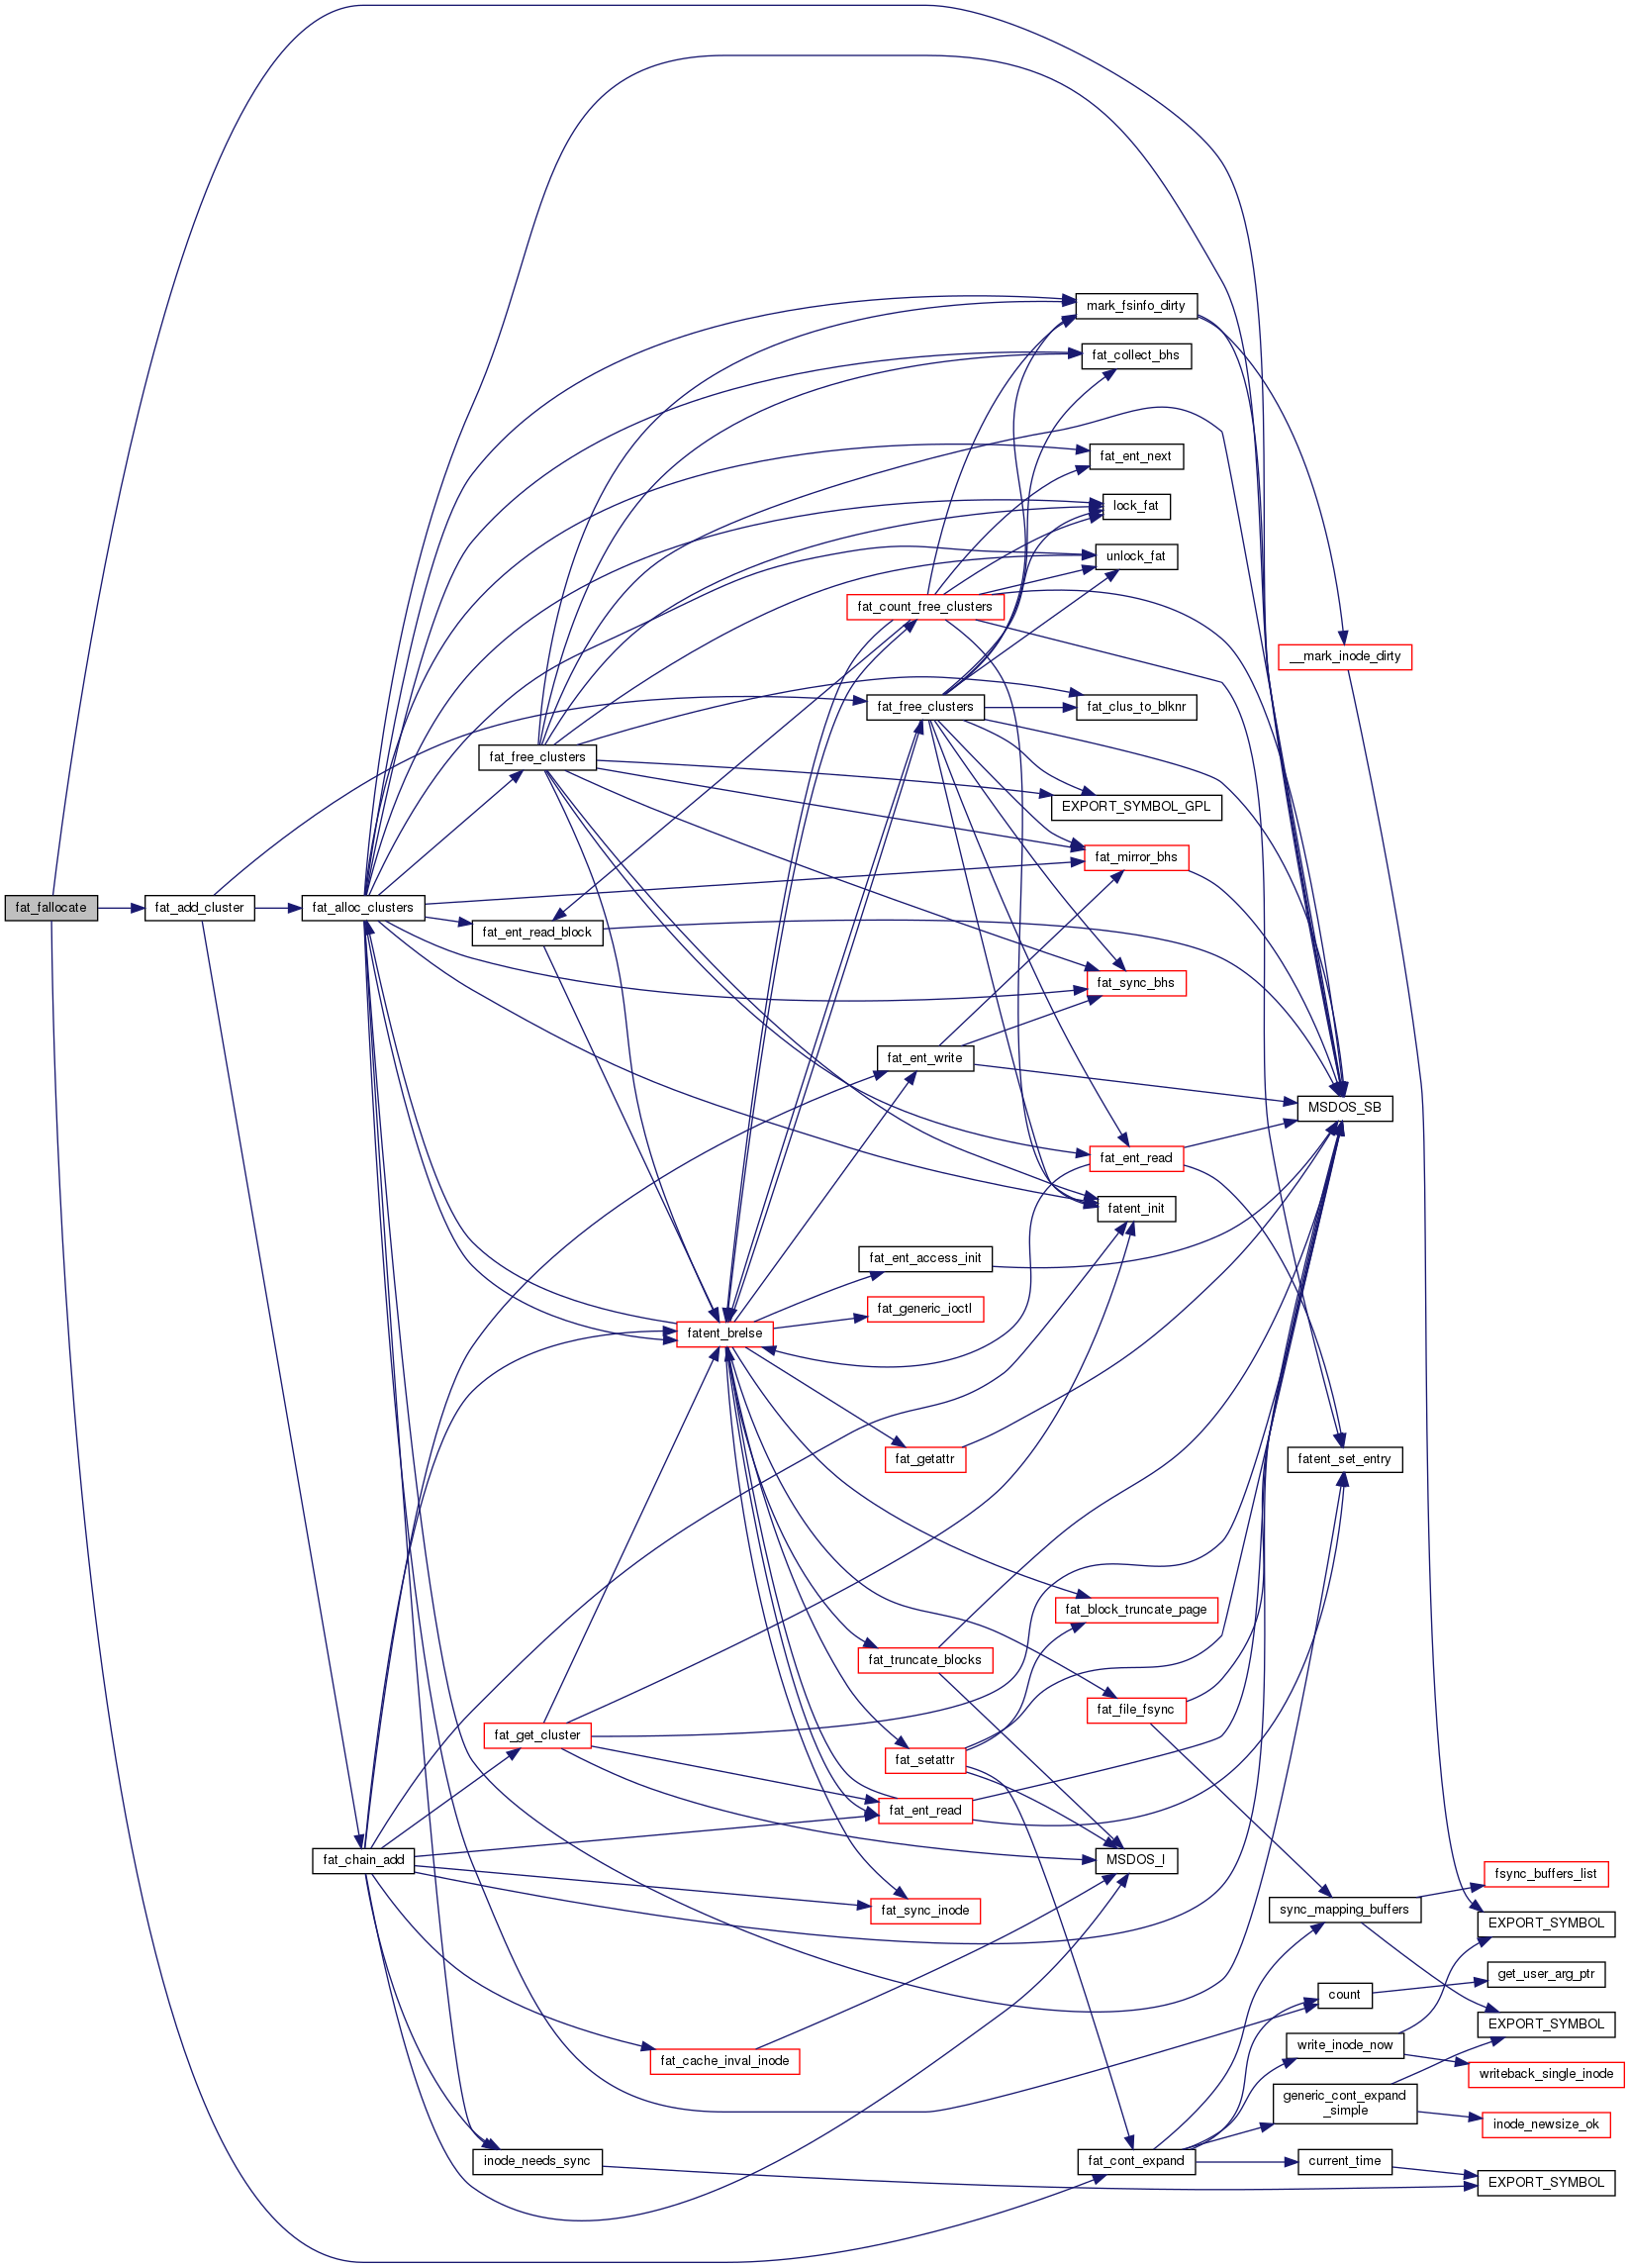 mark_fsinfo_dirty
fat_collect_bhs
fat_ent_next
lock_fat
unlock_fat
fat_count_free_clusters
__mark_inode_dirty
fat_free_clusters
fat_clus_to_blknr
fat_free_clusters
EXPORT_SYMBOL_GPL
fat_mirror_bhs
fat_fallocate
fat_add_cluster
fat_alloc_clusters
fat_ent_read_block
fat_sync_bhs
fat_ent_write
MSDOS_SB
fat_ent_read
fatent_init
fat_ent_access_init
fat_generic_ioctl
fatent_brelse
fat_getattr
fatent_set_entry
fat_block_truncate_page
fat_truncate_blocks
fat_file_fsync
fat_get_cluster
fat_setattr
fat_ent_read
fat_chain_add
MSDOS_I
fsync_buffers_list
fat_sync_inode
sync_mapping_buffers
EXPORT_SYMBOL
get_user_arg_ptr
count
EXPORT_SYMBOL
write_inode_now
fat_cache_inval_inode
writeback_single_inode
generic_cont_expand
_simple
inode_newsize_ok
inode_needs_sync
fat_cont_expand
current_time
EXPORT_SYMBOL